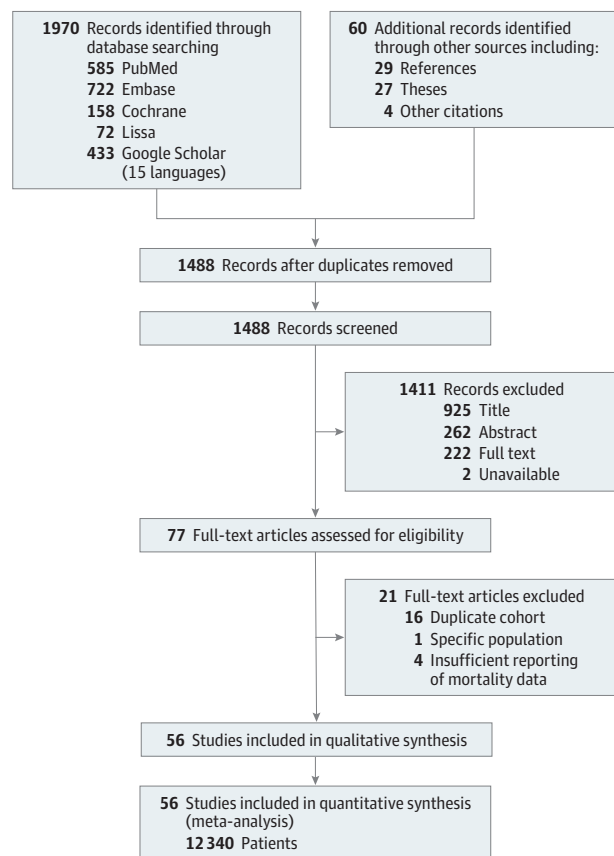 1970 Records identified through
database searching
585 PubMed
722 Embase
158 Cochrane
72 Lissa
433 Google Scholar
(15 languages)
60 Additional records identified
through other sources including:
29 References
27 Theses
4 Other citations
1488 Records after duplicates removed
1488 Records screened
1411 Records excluded
925 Title
262 Abstract
222 Full text
2 Unavailable
77 Full-text articles assessed for eligibility
21 Full-text articles excluded
16 Duplicate cohort
1 Specific population
4 Insufficient reporting
of mortality data
56 Studies included in qualitative synthesis
56 Studies included in quantitative synthesis
(meta-analysis)
12 340 Patients